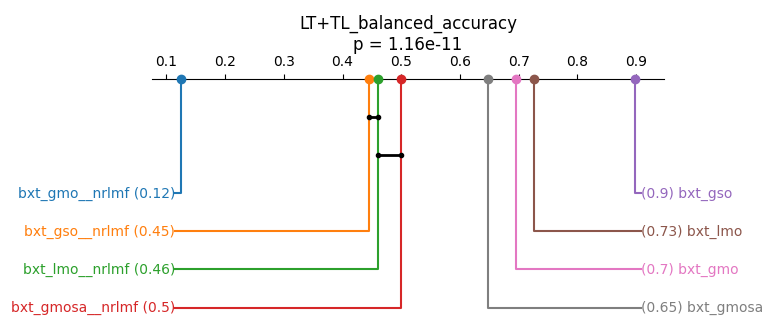 LT+TL_balanced_accuracy
p = 1.16e-11
0.1 0.2 0.3 0.4 0.5 0.6 0.7 0.8 0.9
bxt_gmo__nrlmf (0.12) (0.9) bxt_gso
bxt_gso__nrlmf (0.45) (0.73) bxt_lmo
bxt_lmo__nrlmf (0.46) (0.7) bxt_gmo
bxt_gmosa__nrlmf (0.5) (0.65) bxt_gmosa